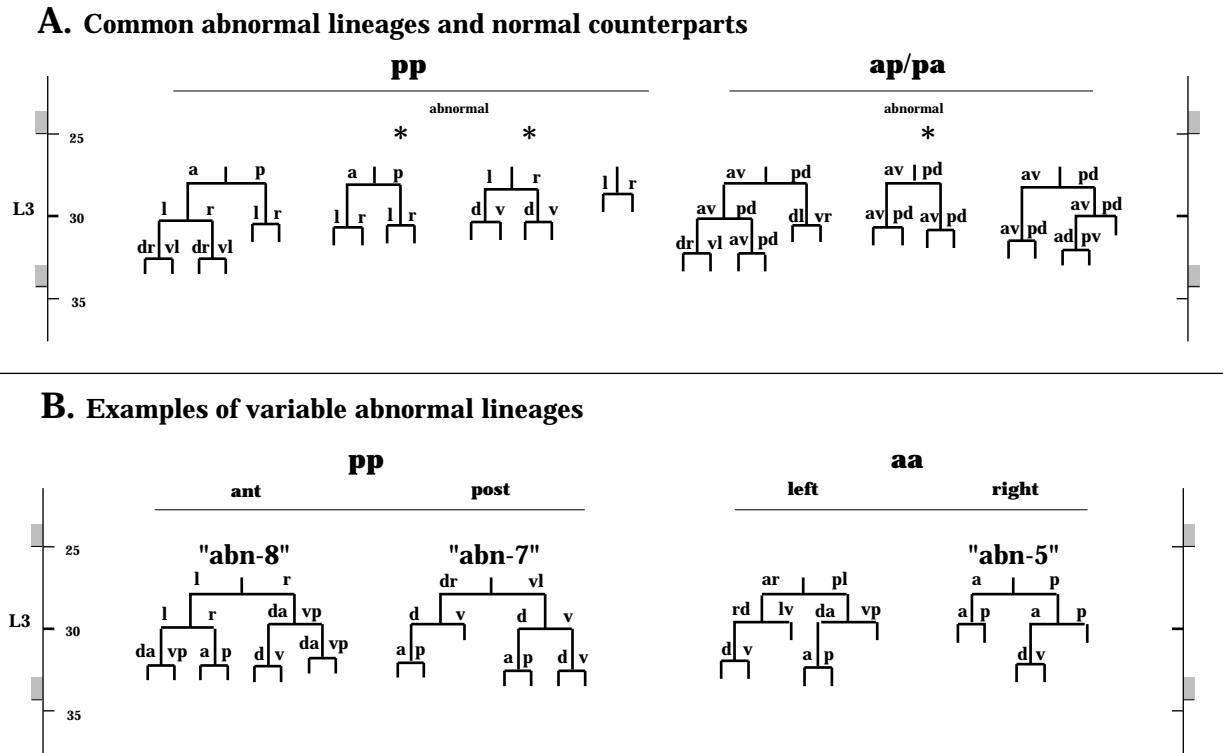 A. Common abnormal lineages and normal counterparts
pp ap/pa
abnormal abnormal
* * *
25 25
a p a p l r l r av pd av pd av pd
L3 30
l r l r l r l r d v d v av pd dl vr av pd av pd av pd av pd
dr vl dr vl dr vl av pd ad pv
35
B. Examples of variable abnormal lineages
pp aa
ant post left right
25
"abn-8" "abn-7" "abn-5"
l r dr vl ar pl a p
L3 30
l r da vp d v d v rd lv da vp a p a p
da vp a p d v da vp a p a p d v d v a p d v
35